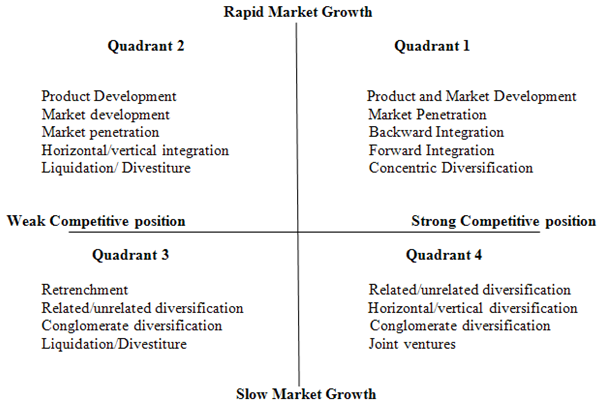 Rapid Market Growth
Quadrant 2
Product Development
Market development
Market penetration
Horizontal/vertical integration
Liquidation/ Divestiture
Quadrant 1
Product and Market Development
Market Penetration
Backward Integration
Forward Integration
Concentric Diversification
Weak Competitive position
Strong Competitive position
Quadrant 3
Retrenchment
Related/unrelated diversification
Conglomerate diversification
Liquidation/Divestiture
Quadrant 4
Related/unrelated diversification
Horizontal/vertical diversification
Conglomerate diversification
Joint ventures
Slow Market Growth